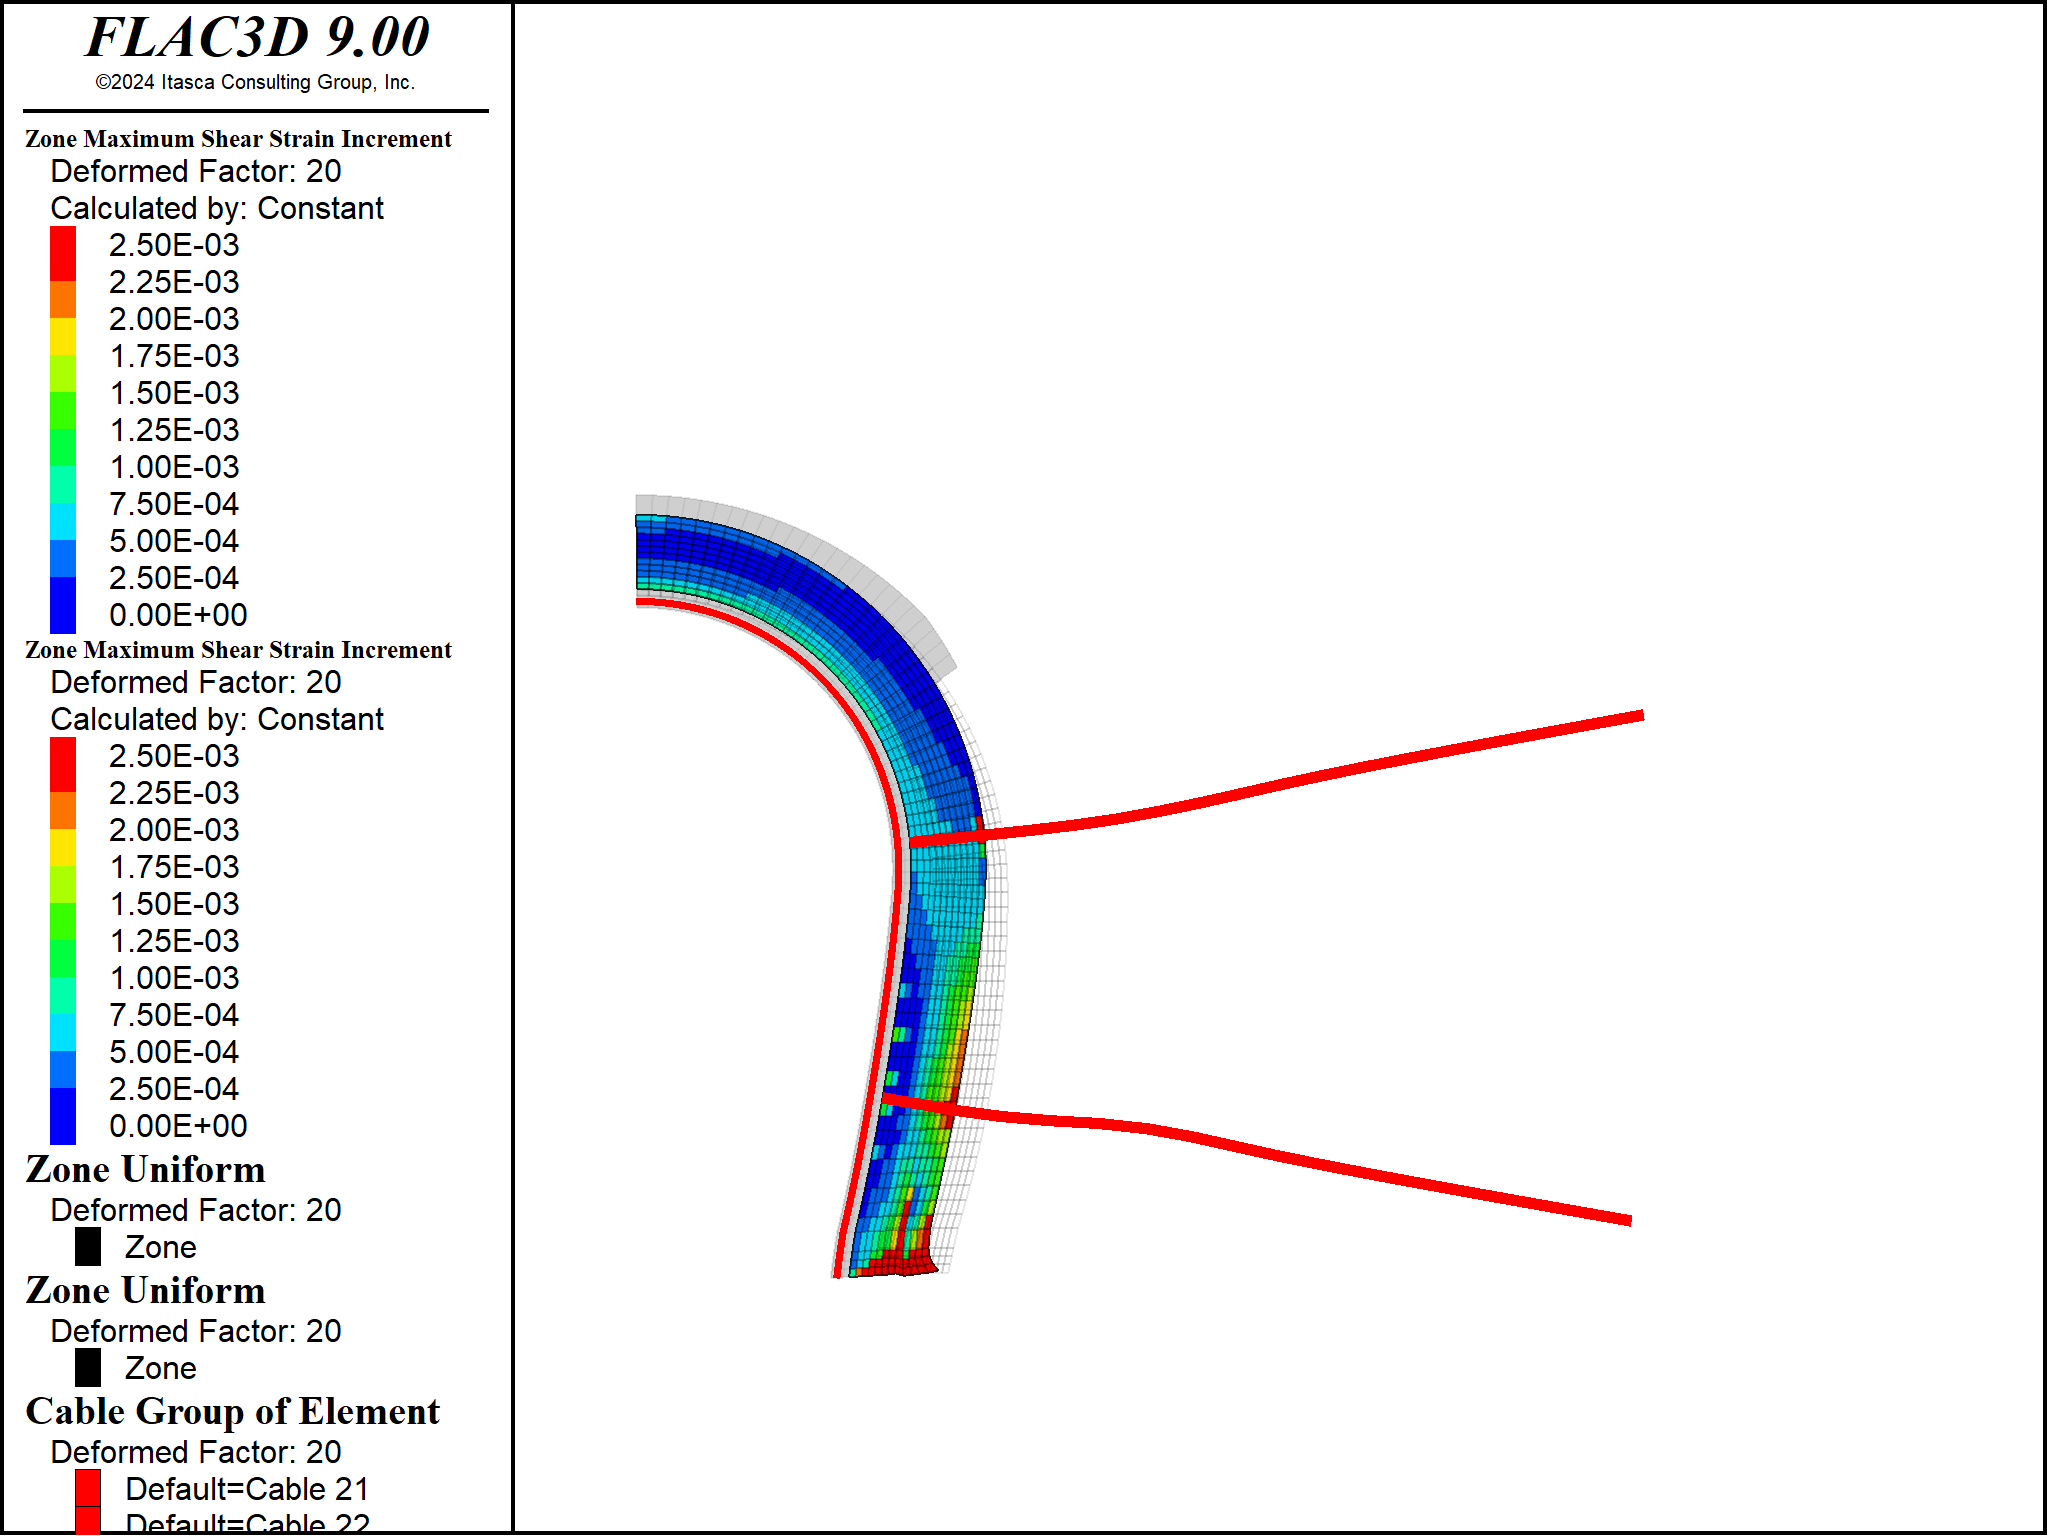 FLAC3D 9.00
©2024 Itasca Consulting Group, Inc.
Zone Maximum Shear Strain Increment
Deformed Factor: 20
Calculated by: Constant
2.50E-03
2.25E-03
2.00E-03
1.75E-03
1.50E-03
1.25E-03
1.00E-03
7.50E-04
5.00E-04
2.50E-04
0.00E+00
Zone Maximum Shear Strain Increment
Deformed Factor: 20
Calculated by: Constant
2.50E-03
2.25E-03
2.00E-03
1.75E-03
1.50E-03
1.25E-03
1.00E-03
7.50E-04
5.00E-04
2.50E-04
0.00E+00
Zone Uniform
Deformed Factor: 20
Zone
Zone Uniform
Deformed Factor: 20
Zone
Cable Group of Element
Deformed Factor: 20
Default=Cable 21
Default=Cable 22